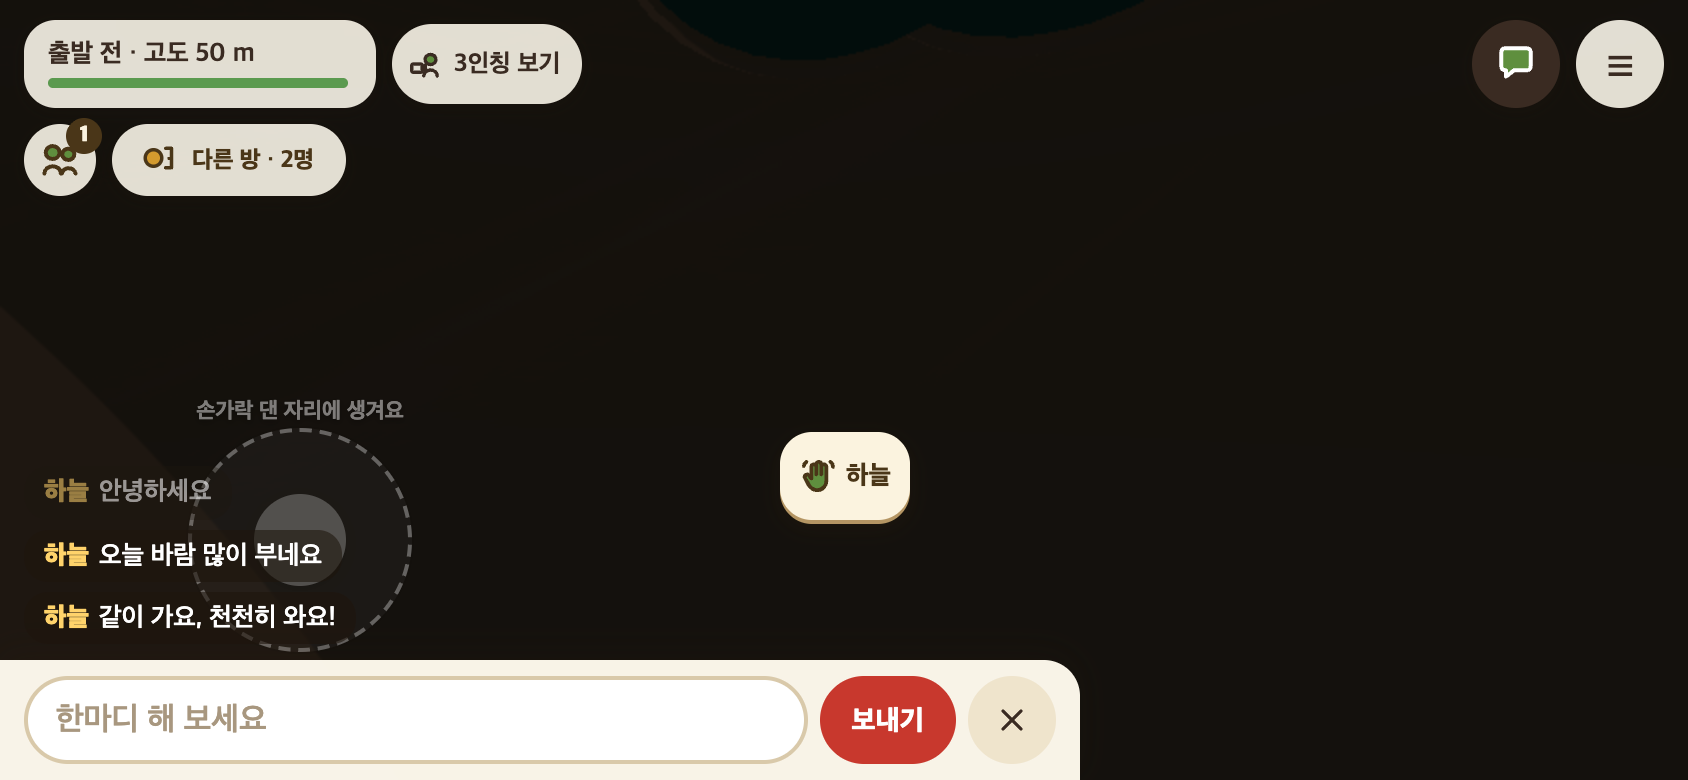 출발 전 · 고도 50 m
3인칭 보기
1
다른 방 · 2명
손가락 댄 자리에 생겨요
하늘 안녕하세요
하늘 오늘 바람 많이 부네요
하늘 같이 가요, 천천히 와요!
하늘
한마디 해 보세요
보내기